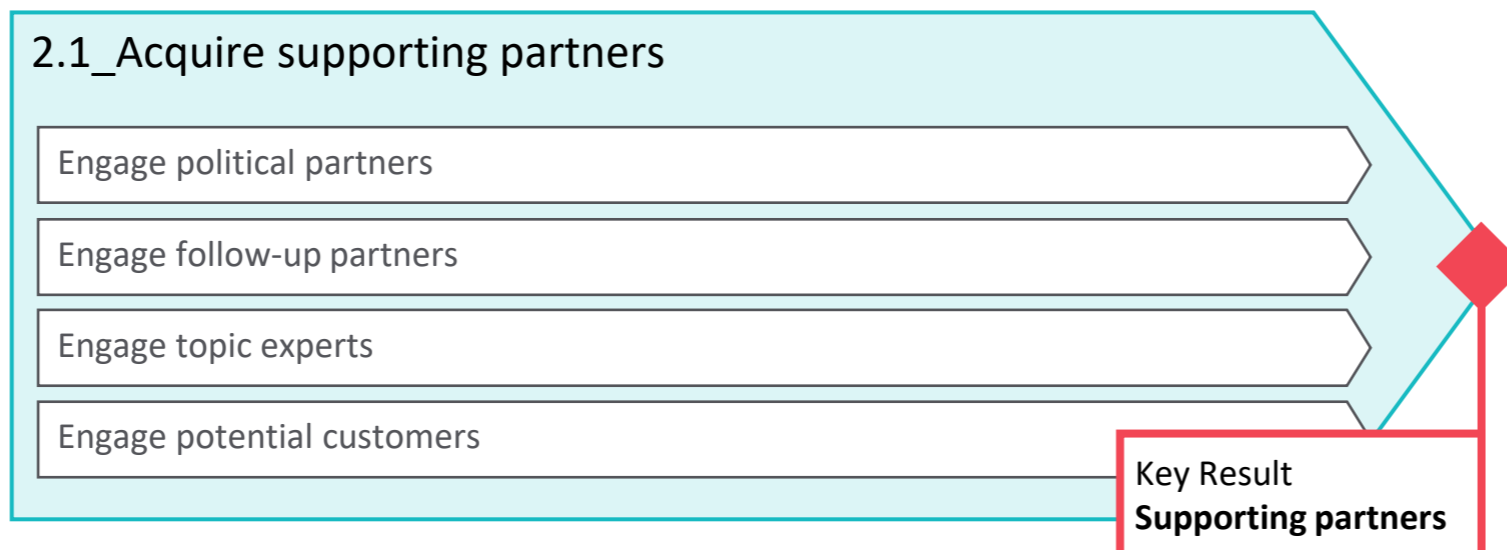 2.1_Acquire supporting partners
Engage political partners
Engage follow-up partners
Engage topic experts
Engage potential customers
Key Result
Supporting partners